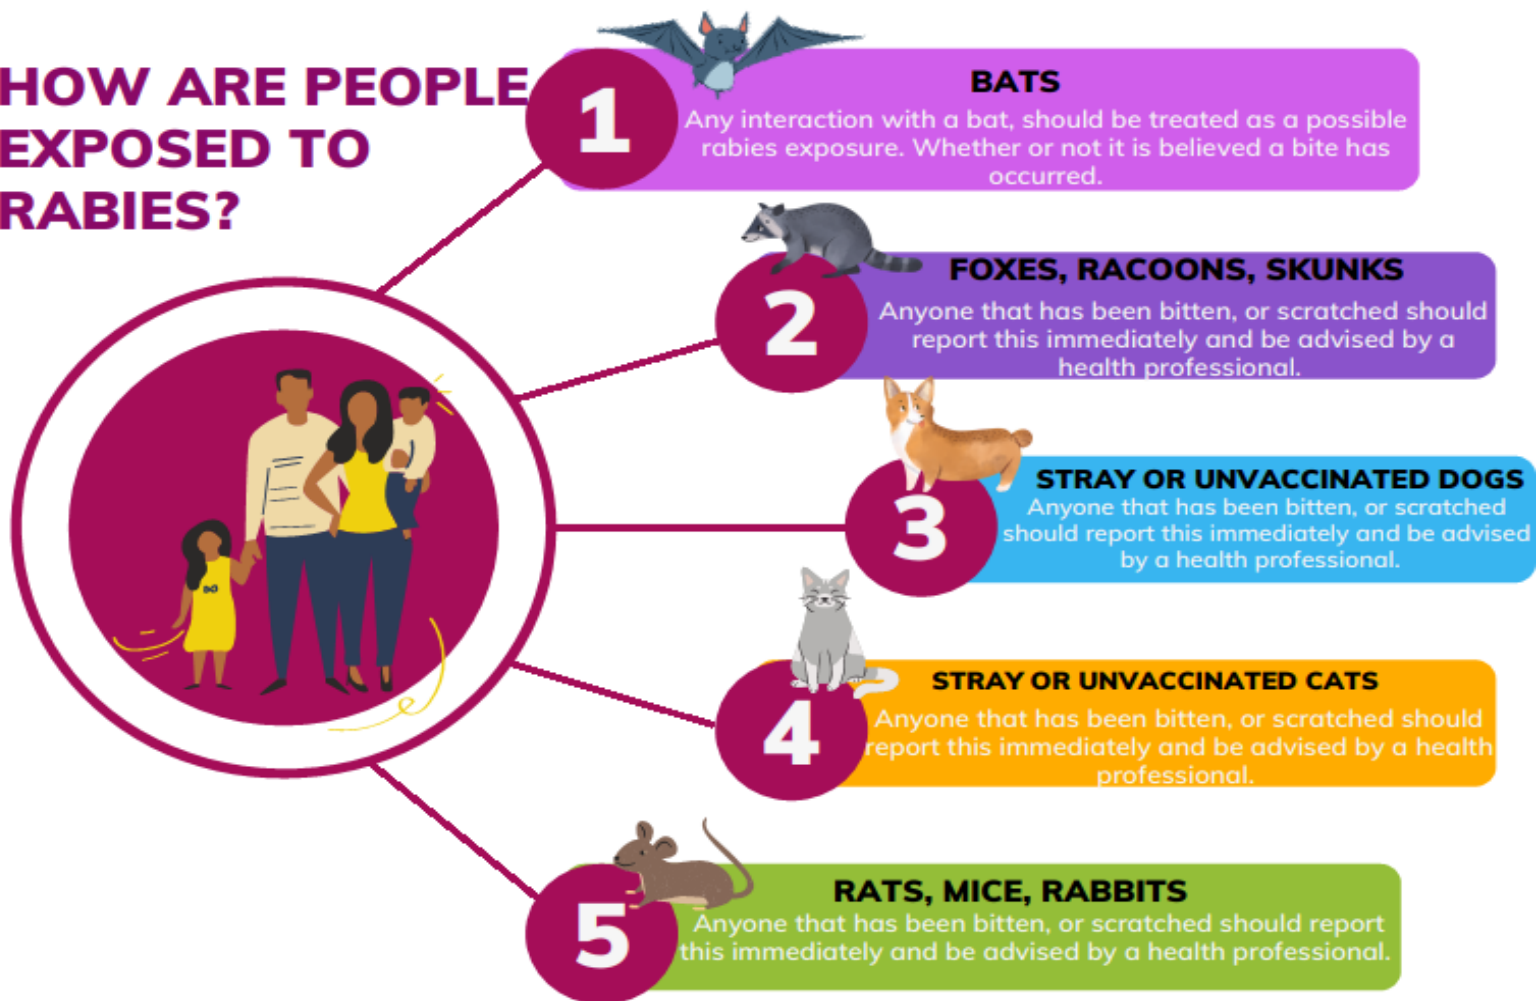 HOW ARE PEOPLE
EXPOSED TO
RABIES?
1
BATS
Any interaction with a bat, should be treated as a possible
rabies exposure. Whether or not it is believed a bite has
occurred.
2
FOXES, RACOONS, SKUNKS
Anyone that has been bitten, or scratched should
report this immediately and be advised by a
health professional.
3
STRAY OR UNVACCINATED DOGS
Anyone that has been bitten, or scratched
should report this immediately and be advised
by a health professional.
4
STRAY OR UNVACCINATED CATS
Anyone that has been bitten, or scratched should
report this immediately and be advised by a health
professional.
5
RATS, MICE, RABBITS
Anyone that has been bitten, or scratched should report
this immediately and be advised by a health professional.